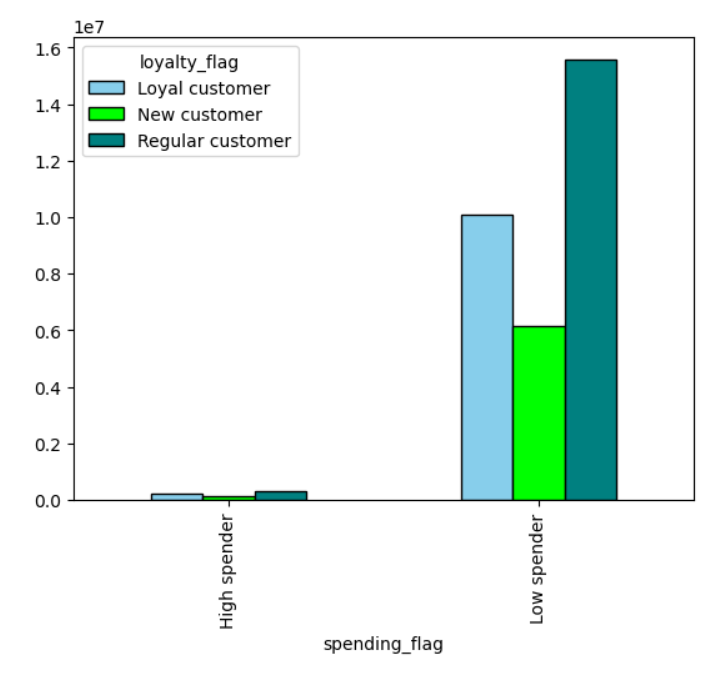 1e7
1.6
1.4
1.2
1.0
0.8
0.6
0.4
0.2
0.0
loyalty_flag
Loyal customer
New customer
Regular customer
High spender
Low spender
spending_flag